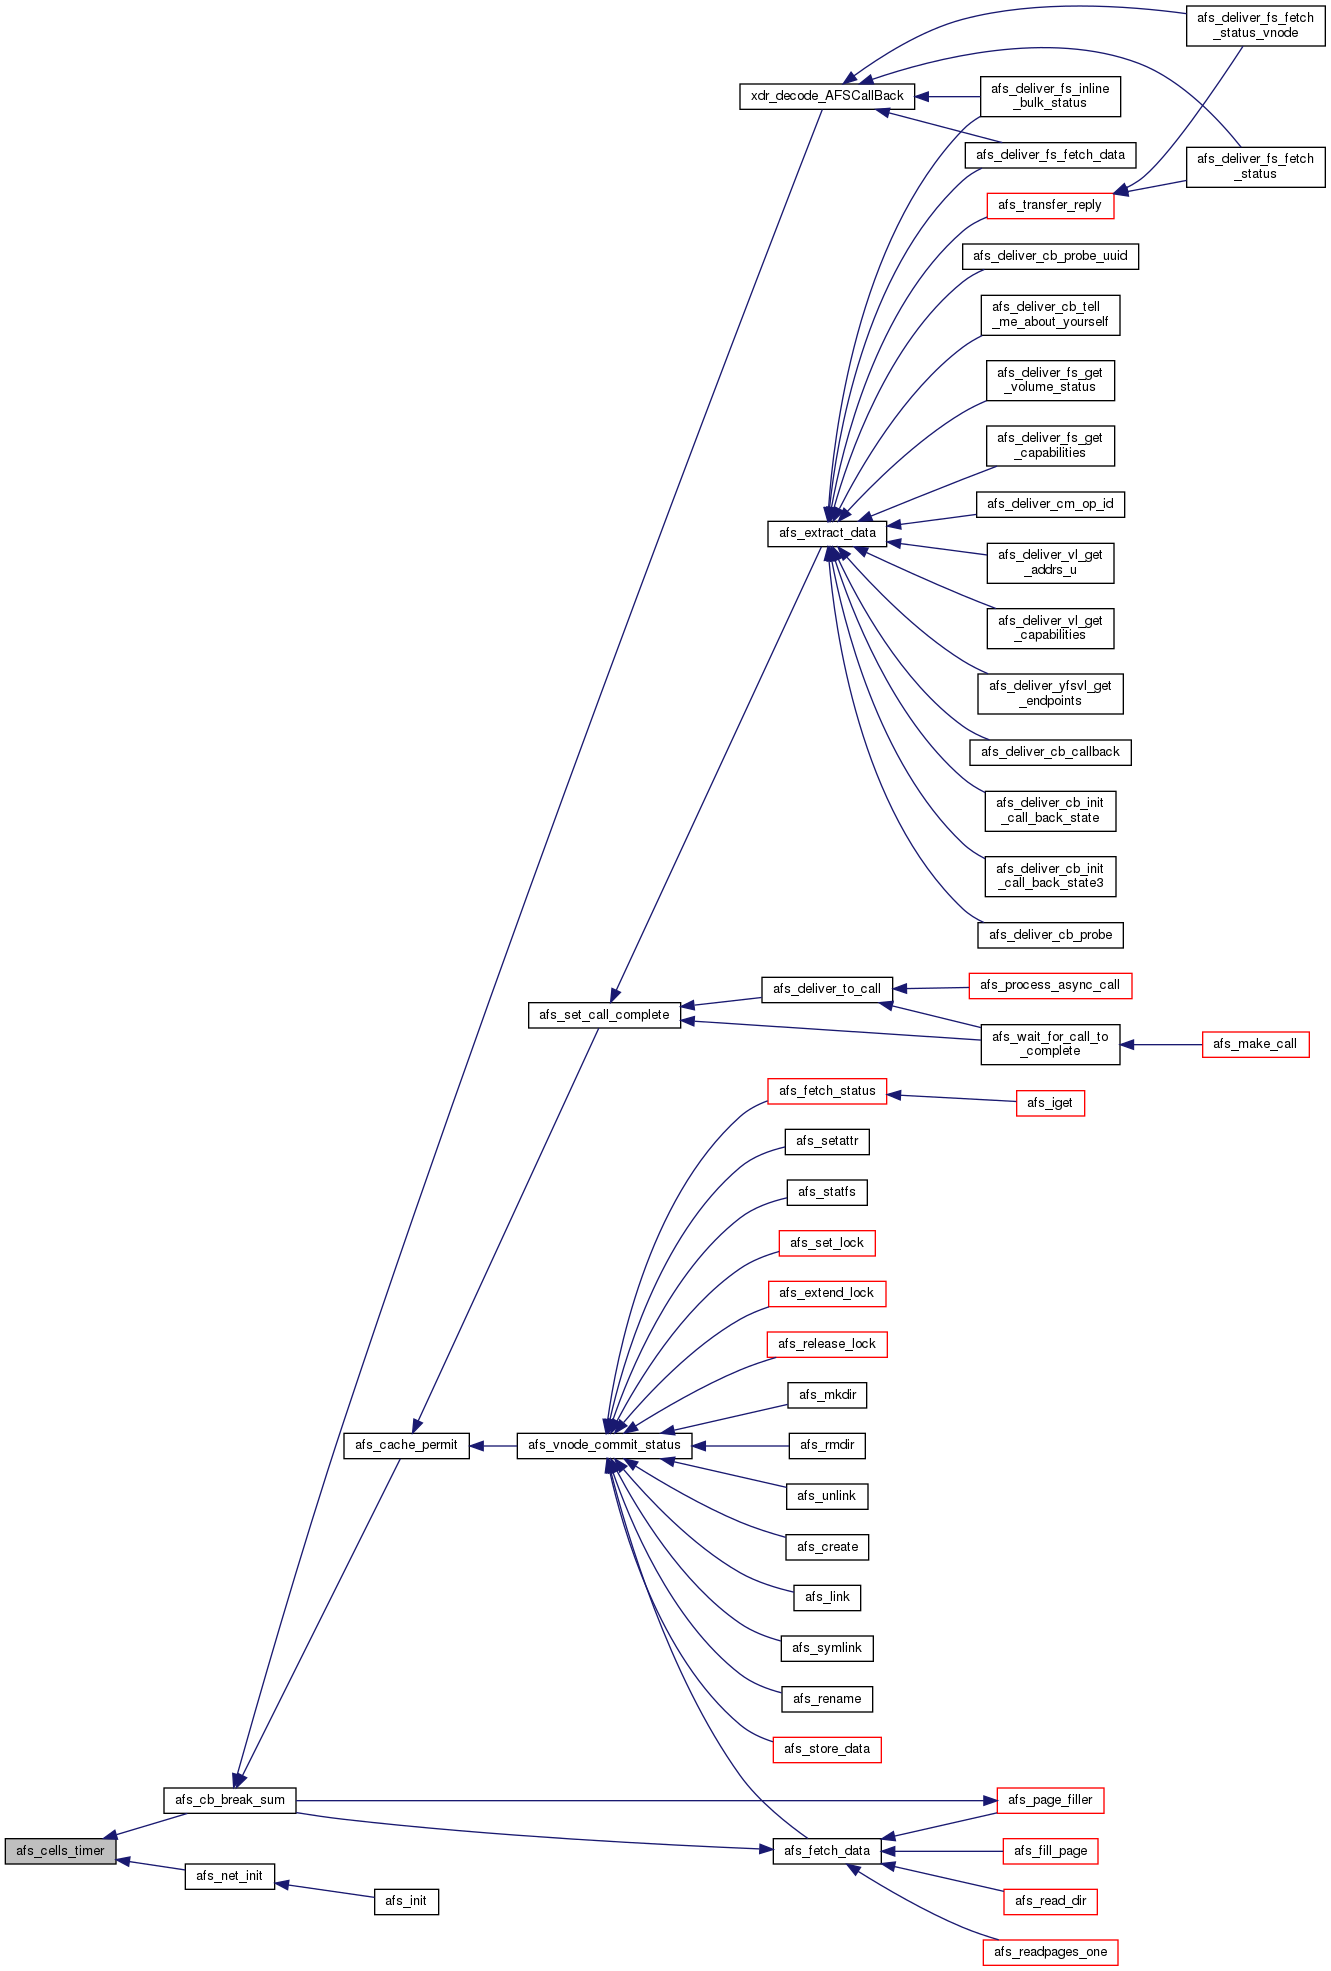 afs_deliver_fs_fetch
_status_vnode
xdr_decode_AFSCallBack
afs_deliver_fs_inline
_bulk_status
afs_deliver_fs_fetch_data
afs_deliver_fs_fetch
_status
afs_transfer_reply
afs_deliver_cb_probe_uuid
afs_deliver_cb_tell
_me_about_yourself
afs_deliver_fs_get
_volume_status
afs_deliver_fs_get
_capabilities
afs_deliver_cm_op_id
afs_extract_data
afs_deliver_vl_get
_addrs_u
afs_deliver_vl_get
_capabilities
afs_deliver_yfsvl_get
_endpoints
afs_deliver_cb_callback
afs_deliver_cb_init
_call_back_state
afs_deliver_cb_init
_call_back_state3
afs_deliver_cb_probe
afs_deliver_to_call
afs_process_async_call
afs_set_call_complete
afs_wait_for_call_to
_complete
afs_make_call
afs_fetch_status
afs_iget
afs_setattr
afs_statfs
afs_set_lock
afs_extend_lock
afs_release_lock
afs_mkdir
afs_cache_permit
afs_vnode_commit_status
afs_rmdir
afs_unlink
afs_create
afs_link
afs_symlink
afs_rename
afs_store_data
afs_cb_break_sum
afs_page_filler
afs_cells_timer
afs_fetch_data
afs_fill_page
afs_net_init
afs_init
afs_read_dir
afs_readpages_one